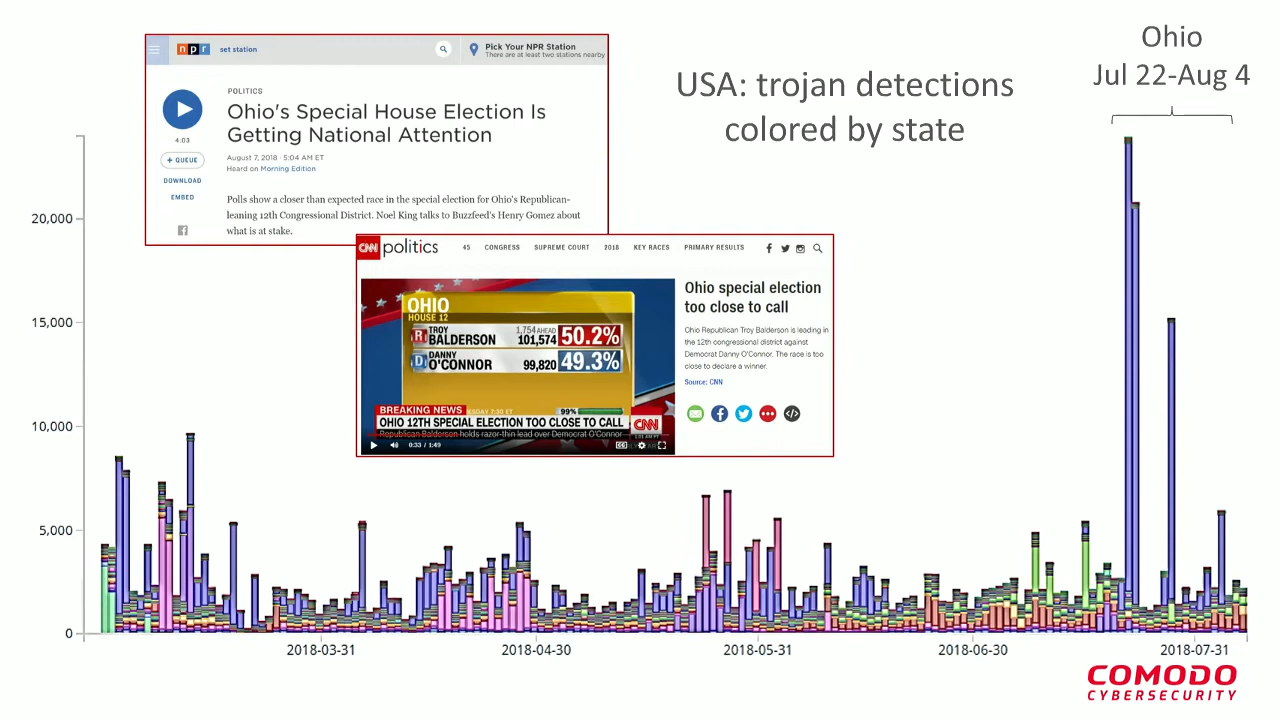 Ohio
Jul 22-Aug 4
USA: trojan detections
colored by state
npr
set station
Pick Your NPR Station
There are at least two stations nearby
POLITICS
Ohio's Special House Election Is
Getting National Attention
4:03
+ QUEUE
DOWNLOAD
EMBED
August 7, 2018 · 5:04 AM ET
Heard on Morning Edition
Polls show a closer than expected race in the special election for Ohio's Republican-
leaning 12th Congressional District. Noel King talks to Buzzfeed's Henry Gomez about
what is at stake.
CNN politics
45 CONGRESS SUPREME COURT 2018 KEY RACES PRIMARY RESULTS
OHIO
HOUSE 12
R TROY BALDERSON 1,754 AHEAD 101,574 50.2%
D DANNY O'CONNOR 99,820 49.3%
BREAKING NEWS
99%
OHIO 12TH SPECIAL ELECTION TOO CLOSE TO CALL
CNN
Republican Balderson holds razor-thin lead over Democrat O'Connor
0:33 / 1:49
Ohio special election
too close to call
Ohio Republican Troy Balderson is leading in
the 12th congressional district against
Democrat Danny O'Connor. The race is too
close to declare a winner.
Source: CNN
20,000
15,000
10,000
5,000
0
2018-03-31
2018-04-30
2018-05-31
2018-06-30
2018-07-31
COMODO
CYBERSECURITY